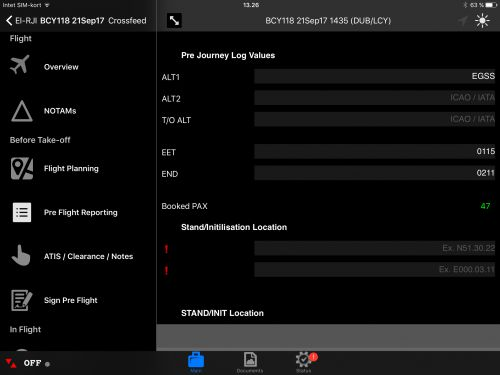 Intet SIM-kort
13.26
63 %
EI-RJI BCY118 21Sep17 Crossfeed
BCY118 21Sep17 1435 (DUB/LCY)
Flight
Overview
NOTAMs
Before Take-off
Flight Planning
Pre Flight Reporting
ATIS / Clearance / Notes
Sign Pre Flight
In Flight
Pre Journey Log Values
ALT1 EGSS
ALT2 ICAO / IATA
T/O ALT ICAO / IATA
EET 0115
END 0211
Booked PAX 47
Stand/Initilisation Location
! Ex. N51.30.22
! Ex. E000.03.11
STAND/INIT Location
OFF
Main
Documents
Status
!